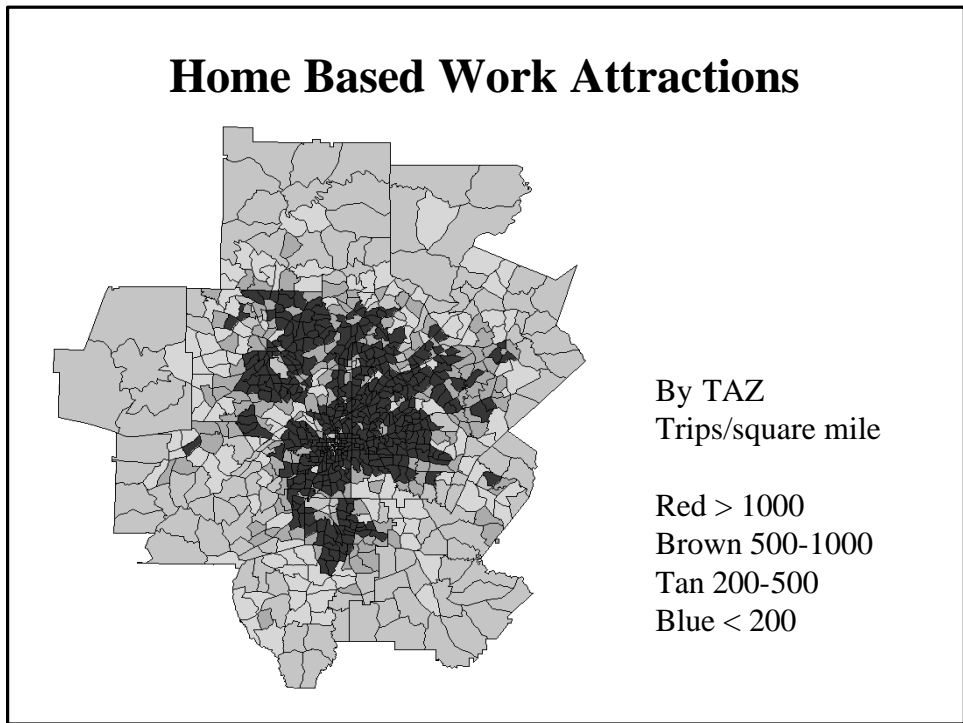 Home Based Work Attractions
By TAZ
Trips/square mile
Red > 1000
Brown 500-1000
Tan 200-500
Blue < 200